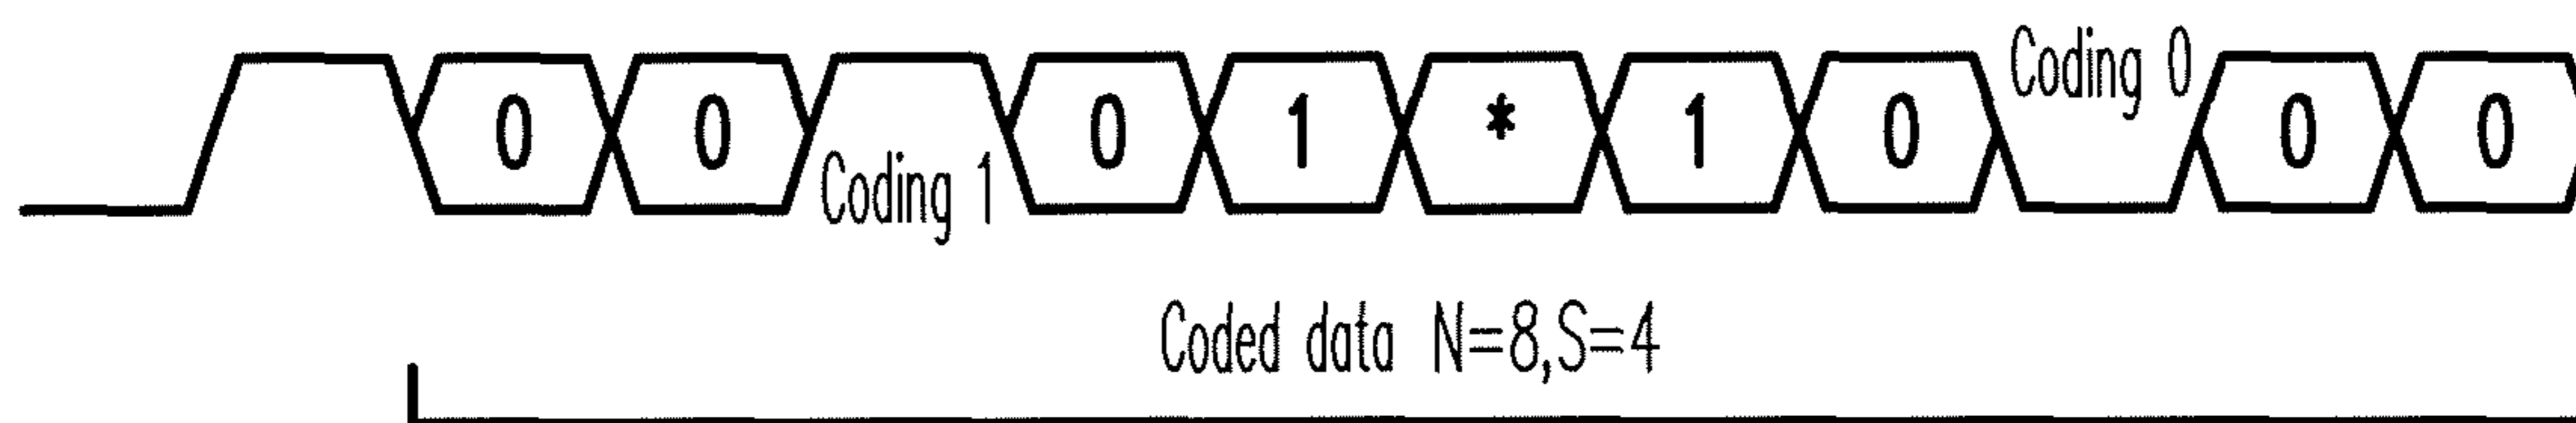 0 0 Coding 1 0 1 * 1 0 Coding 0 0 0
Coded data N=8,S=4